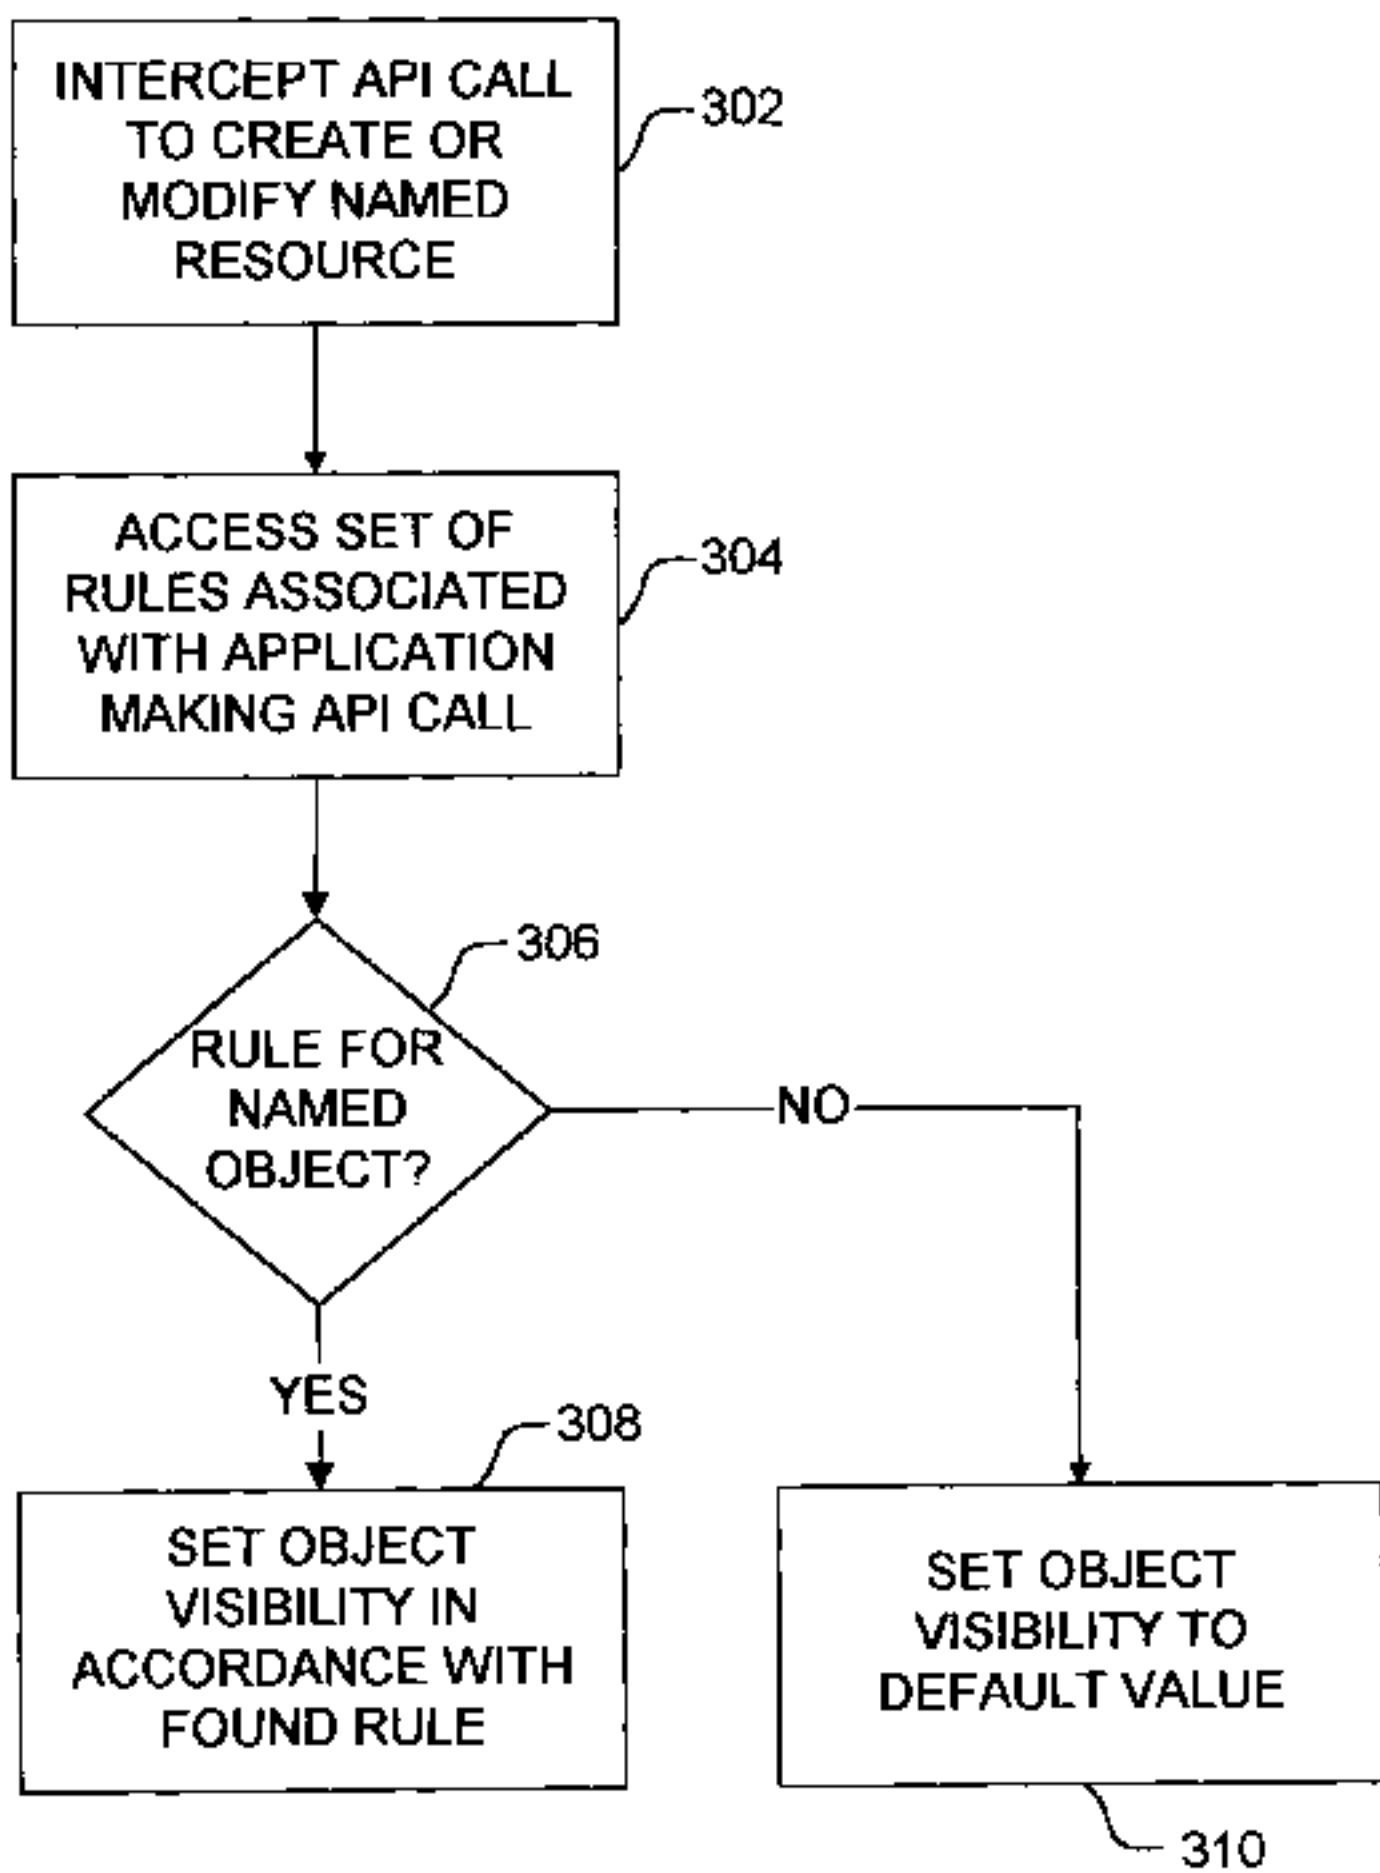 INTERCEPT API CALL
TO CREATE OR
MODIFY NAMED
RESOURCE
302
ACCESS SET OF
RULES ASSOCIATED
WITH APPLICATION
MAKING API CALL
304
306
RULE FOR
NAMED
OBJECT?
NO
YES
308
SET OBJECT
VISIBILITY IN
ACCORDANCE WITH
FOUND RULE
SET OBJECT
VISIBILITY TO
DEFAULT VALUE
310